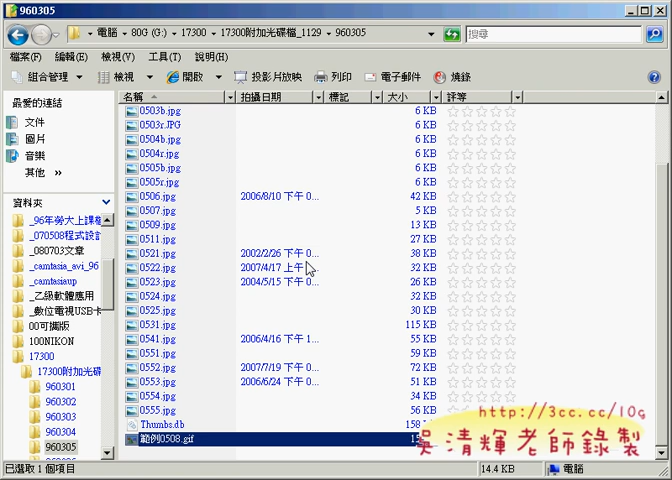 960305
電腦 80G (G:) 17300 17300附加光碟檔_1129 960305
搜尋
檔案(F) 編輯(E) 檢視(V) 工具(T) 說明(H)
組合管理 檢視 開啟 投影片放映 列印 電子郵件 燒錄
最愛的連結
文件
圖片
音樂
其他 »
資料夾
_96年勞大上課檔
_070508程式設計
_080703文章
_camtasia_avi_96
_camtasiaup
_乙級軟體應用
_數位電視USB卡
00可攜版
100NIKON
17300
17300附加光碟
960301
960302
960303
960304
960305
名稱 拍攝日期 標記 大小 評等
0503b.jpg 6 KB
0503r.JPG 6 KB
0504b.jpg 6 KB
0504r.jpg 6 KB
0505b.jpg 6 KB
0505r.jpg 6 KB
0506.jpg 2006/8/10 下午 0... 42 KB
0507.jpg 5 KB
0509.jpg 13 KB
0511.jpg 27 KB
0521.jpg 2002/2/26 下午 0... 38 KB
0522.jpg 2007/4/17 上午 32 KB
0523.jpg 2004/5/15 下午 0... 26 KB
0524.jpg 32 KB
0525.jpg 30 KB
0531.jpg 115 KB
0541.jpg 2006/4/16 下午 1... 55 KB
0551.jpg 59 KB
0552.jpg 2007/7/19 下午 0... 72 KB
0553.jpg 2006/6/24 下午 0... 51 KB
0554.jpg 34 KB
0555.jpg 56 KB
Thumbs.db 158
範例0508.gif 15
http://3cc.cc/10g
吳清輝老師錄製
已選取 1 個項目 14.4 KB 電腦